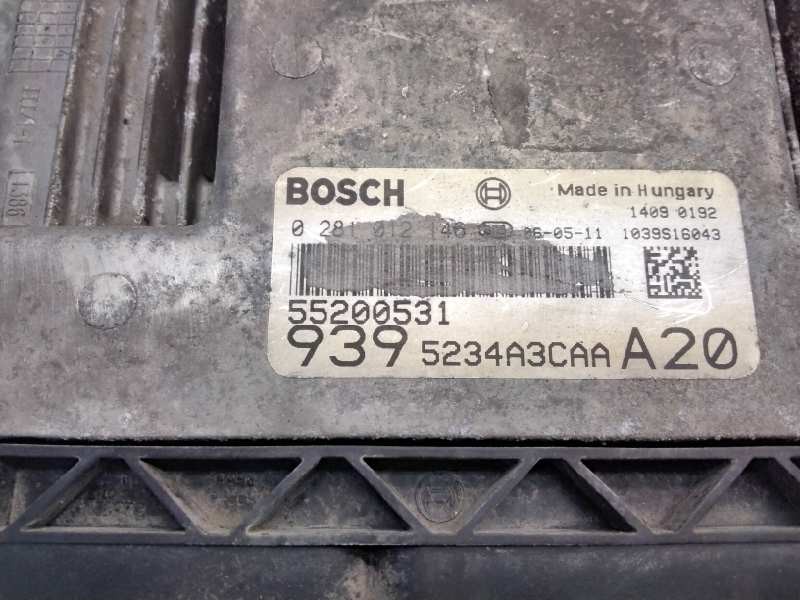 BOSCH
Made in Hungary
1409 0192
0 281 012 146 06-05-11 1039S16043
55200531
939 5234A3CAA A20